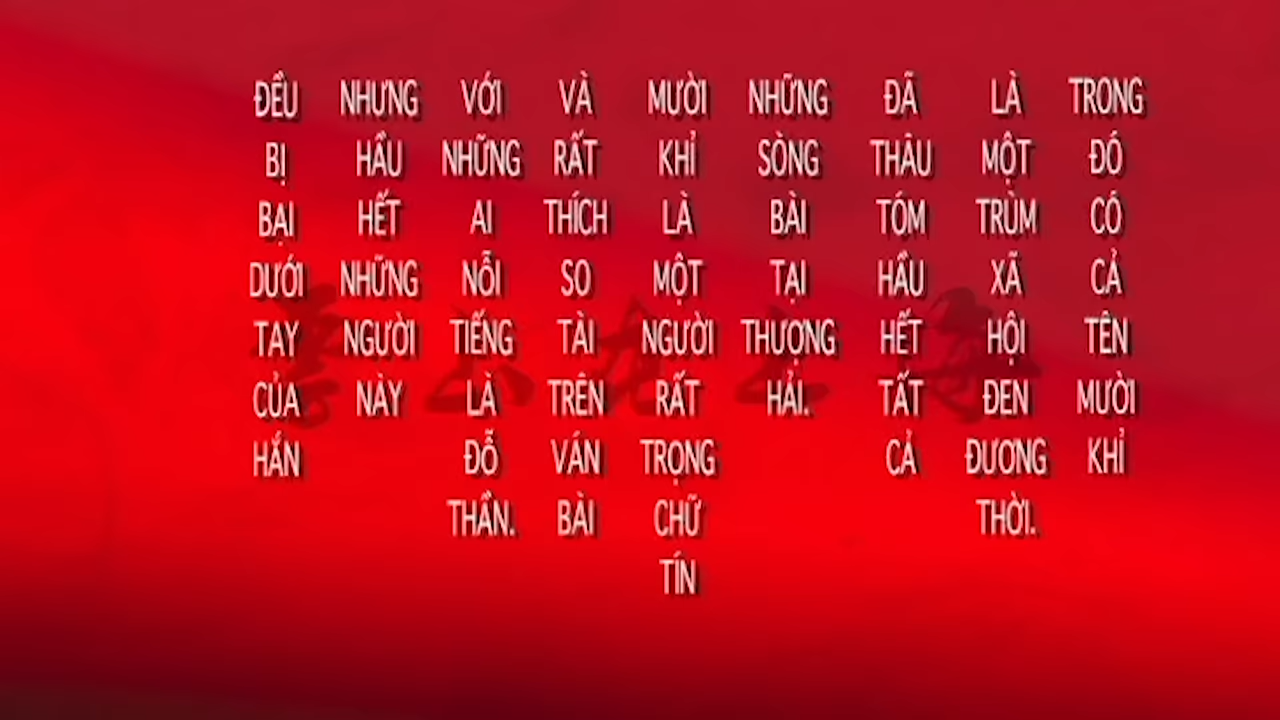 TRONG ĐÓ CÓ CẢ TÊN MƯỜI KHỈ
LÀ MỘT TRÙM XÃ HỘI ĐEN ĐƯƠNG THỜI.
ĐÃ THÂU TÓM HẦU HẾT TẤT CẢ
NHỮNG SÒNG BÀI TẠI THƯỢNG HẢI.
MƯỜI KHỈ LÀ MỘT NGƯỜI RẤT TRỌNG CHỮ TÍN
VÀ RẤT THÍCH SO TÀI TRÊN VÁN BÀI
VỚI NHỮNG AI NỖI TIẾNG LÀ ĐỖ THẦN.
NHƯNG HẦU HẾT NHỮNG NGƯỜI NÀY
ĐỀU BỊ BẠI DƯỚI TAY CỦA HẮN